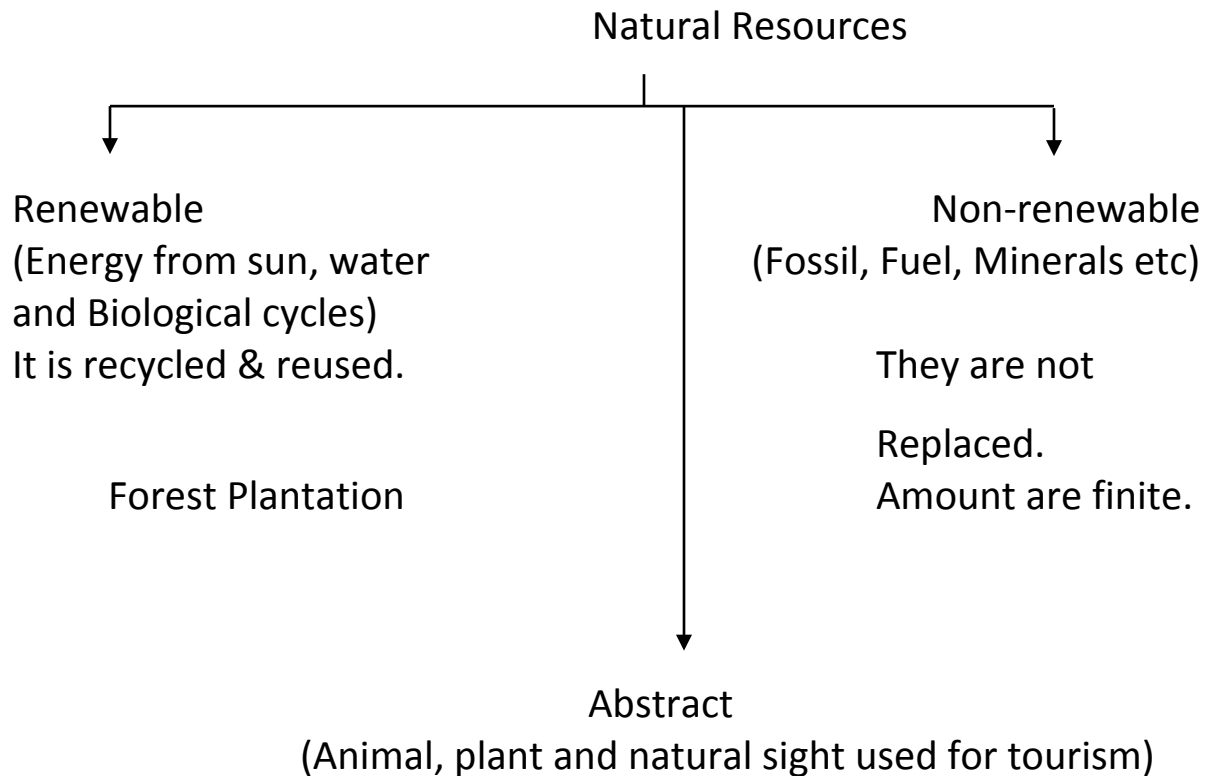 Natural Resources
Renewable
(Energy from sun, water
and Biological cycles)
It is recycled & reused.
Forest Plantation
Non-renewable
(Fossil, Fuel, Minerals etc)
They are not
Replaced.
Amount are finite.
Abstract
(Animal, plant and natural sight used for tourism)